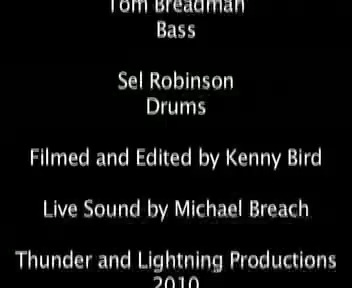 Tom Breadman
Bass
Sel Robinson
Drums
Filmed and Edited by Kenny Bird
Live Sound by Michael Breach
Thunder and Lightning Productions
2010